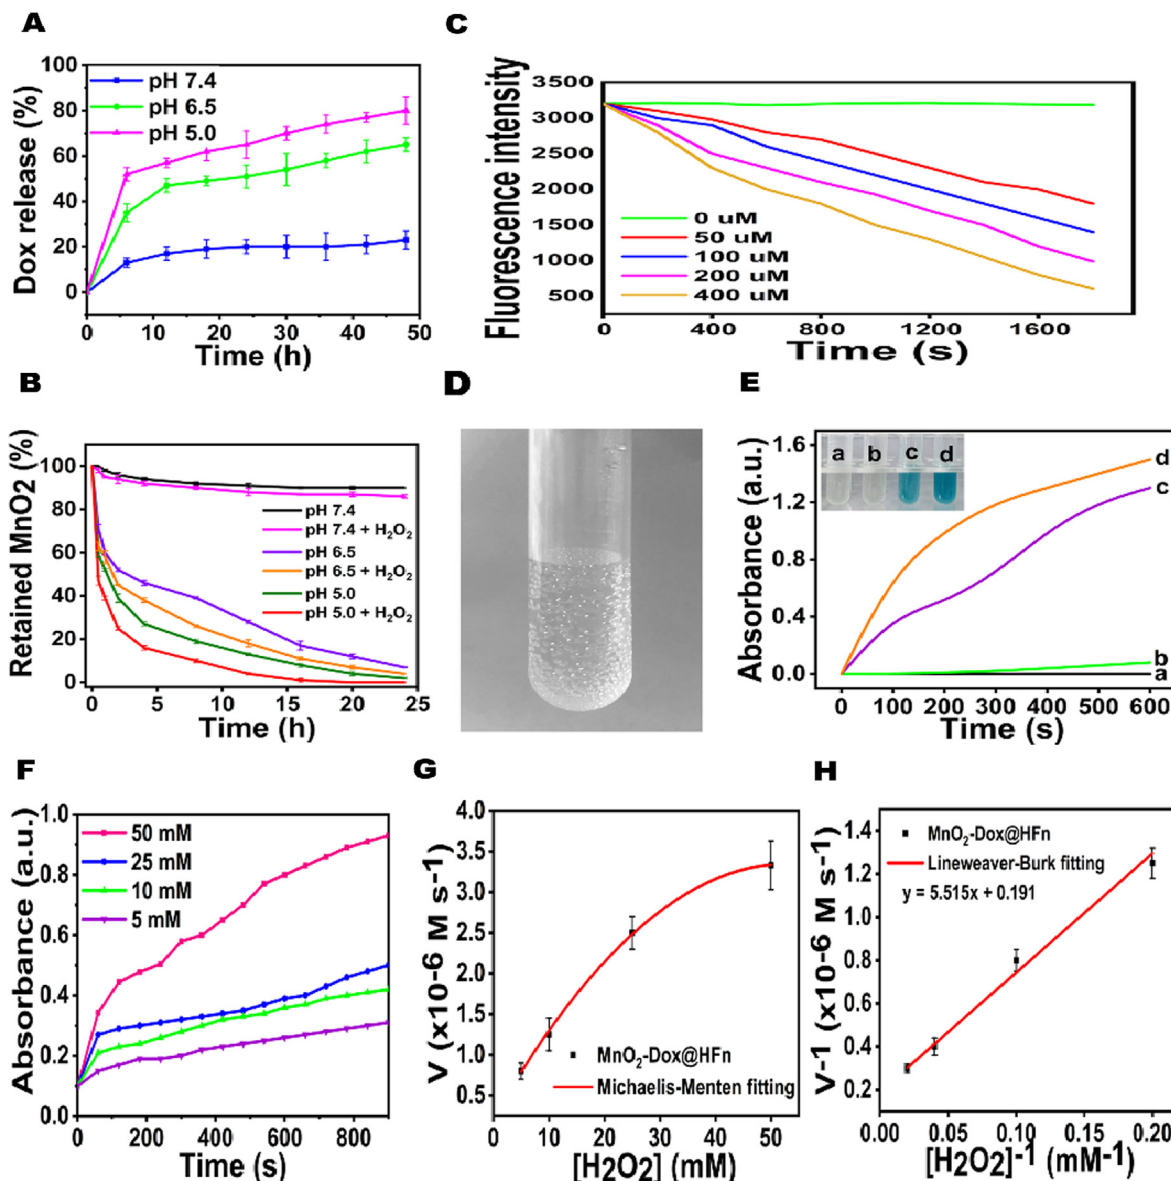 A
Dox release (%)
100
80
60
40
20
0
pH 7.4
pH 6.5
pH 5.0
0 10 20 30 40 50
Time (h)
C
Fluorescence intensity
3500
3000
2500
2000
1500
1000
500
0 uM
50 uM
100 uM
200 uM
400 uM
0 400 800 1200 1600
Time (s)
B
Retained MnO2 (%)
100
80
60
40
20
0
pH 7.4
pH 7.4 + H₂O₂
pH 6.5
pH 6.5 + H₂O₂
pH 5.0
pH 5.0 + H₂O₂
0 5 10 15 20 25
Time (h)
D
E
Absorbance (a.u.)
1.6
1.2
0.8
0.4
0.0
a b c d
d
c
b
a
0 100 200 300 400 500 600
Time (s)
F
Absorbance (a.u.)
1.0
0.8
0.6
0.4
0.2
0.0
50 mM
25 mM
10 mM
5 mM
0 200 400 600 800
Time (s)
G
V (x10-6 M s-1)
4.0
3.5
3.0
2.5
2.0
1.5
1.0
0.5
MnO₂-Dox@HFn
Michaelis-Menten fitting
0 10 20 30 40 50
[H2O2] (mM)
H
V-1 (x10-6 M s-1)
1.4
1.2
1.0
0.8
0.6
0.4
0.2
MnO₂-Dox@HFn
Lineweaver-Burk fitting
y = 5.515x + 0.191
0.00 0.05 0.10 0.15 0.20
[H2O2]-1 (mM-1)